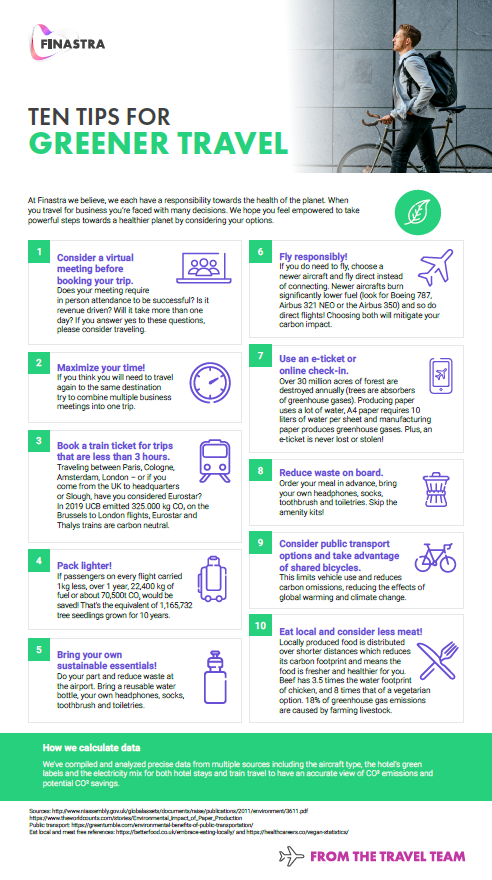 FINASTRA
TEN TIPS FOR
GREENER TRAVEL
At Finastra we believe, we each have a responsibility towards the health of the planet. When
you travel for business you're faced with many decisions. We hope you feel empowered to take
powerful steps towards a healthier planet by considering your options.
1
Consider a virtual
meeting before
booking your trip.
Does your meeting require
in person attendance to be successful? Is it
revenue driven? Will it take more than one
day? If you answer yes to these questions,
please consider traveling.
2
Maximize your time!
If you think you will need to travel
again to the same destination
try to combine multiple business
meetings into one trip.
3
Book a train ticket for trips
that are less than 3 hours.
Traveling between Paris, Cologne,
Amsterdam, London – or if you
come from the UK to headquarters
or Slough, have you considered Eurostar?
In 2019 UCB emitted 325.000 kg CO₂ on the
Brussels to London flights, Eurostar and
Thalys trains are carbon neutral.
4
Pack lighter!
If passengers on every flight carried
1kg less, over 1 year, 22,400 kg of
fuel or about 70,500t CO₂ would be
saved! That's the equivalent of 1,165,732
tree seedlings grown for 10 years.
5
Bring your own
sustainable essentials!
Do your part and reduce waste at
the airport. Bring a reusable water
bottle, your own headphones, socks,
toothbrush and toiletries.
6
Fly responsibly!
If you do need to fly, choose a
newer aircraft and fly direct instead
of connecting. Newer aircrafts burn
significantly lower fuel (look for Boeing 787,
Airbus 321 NEO or the Airbus 350) and so do
direct flights! Choosing both will mitigate your
carbon impact.
7
Use an e-ticket or
online check-in.
Over 30 million acres of forest are
destroyed annually (trees are absorbers
of greenhouse gases). Producing paper
uses a lot of water, A4 paper requires 10
liters of water per sheet and manufacturing
paper produces greenhouse gases. Plus, an
e-ticket is never lost or stolen!
8
Reduce waste on board.
Order your meal in advance, bring
your own headphones, socks,
toothbrush and toiletries. Skip the
amenity kits!
9
Consider public transport
options and take advantage
of shared bicycles.
This limits vehicle use and reduces
carbon omissions, reducing the effects of
global warming and climate change.
10
Eat local and consider less meat!
Locally produced food is distributed
over shorter distances which reduces
its carbon footprint and means the
food is fresher and healthier for you.
Beef has 3.5 times the water footprint
of chicken, and 8 times that of a vegetarian
option. 18% of greenhouse gas emissions
are caused by farming livestock.
How we calculate data
We've compiled and analyzed precise data from multiple sources including the aircraft type, the hotel's green
labels and the electricity mix for both hotel stays and train travel to have an accurate view of CO² emissions and
potential CO² savings.
Sources: http://www.niassembly.gov.uk/globalassets/documents/raise/publications/2011/environment/3611.pdf
https://www.theworldcounts.com/stories/Environmental_Impact_of_Paper_Production
Public transport: https://greentumble.com/environmental-benefits-of-public-transportation/
Eat local and meat free references: https://betterfood.co.uk/embrace-eating-locally/ and https://healthcareers.co/vegan-statistics/
FROM THE TRAVEL TEAM